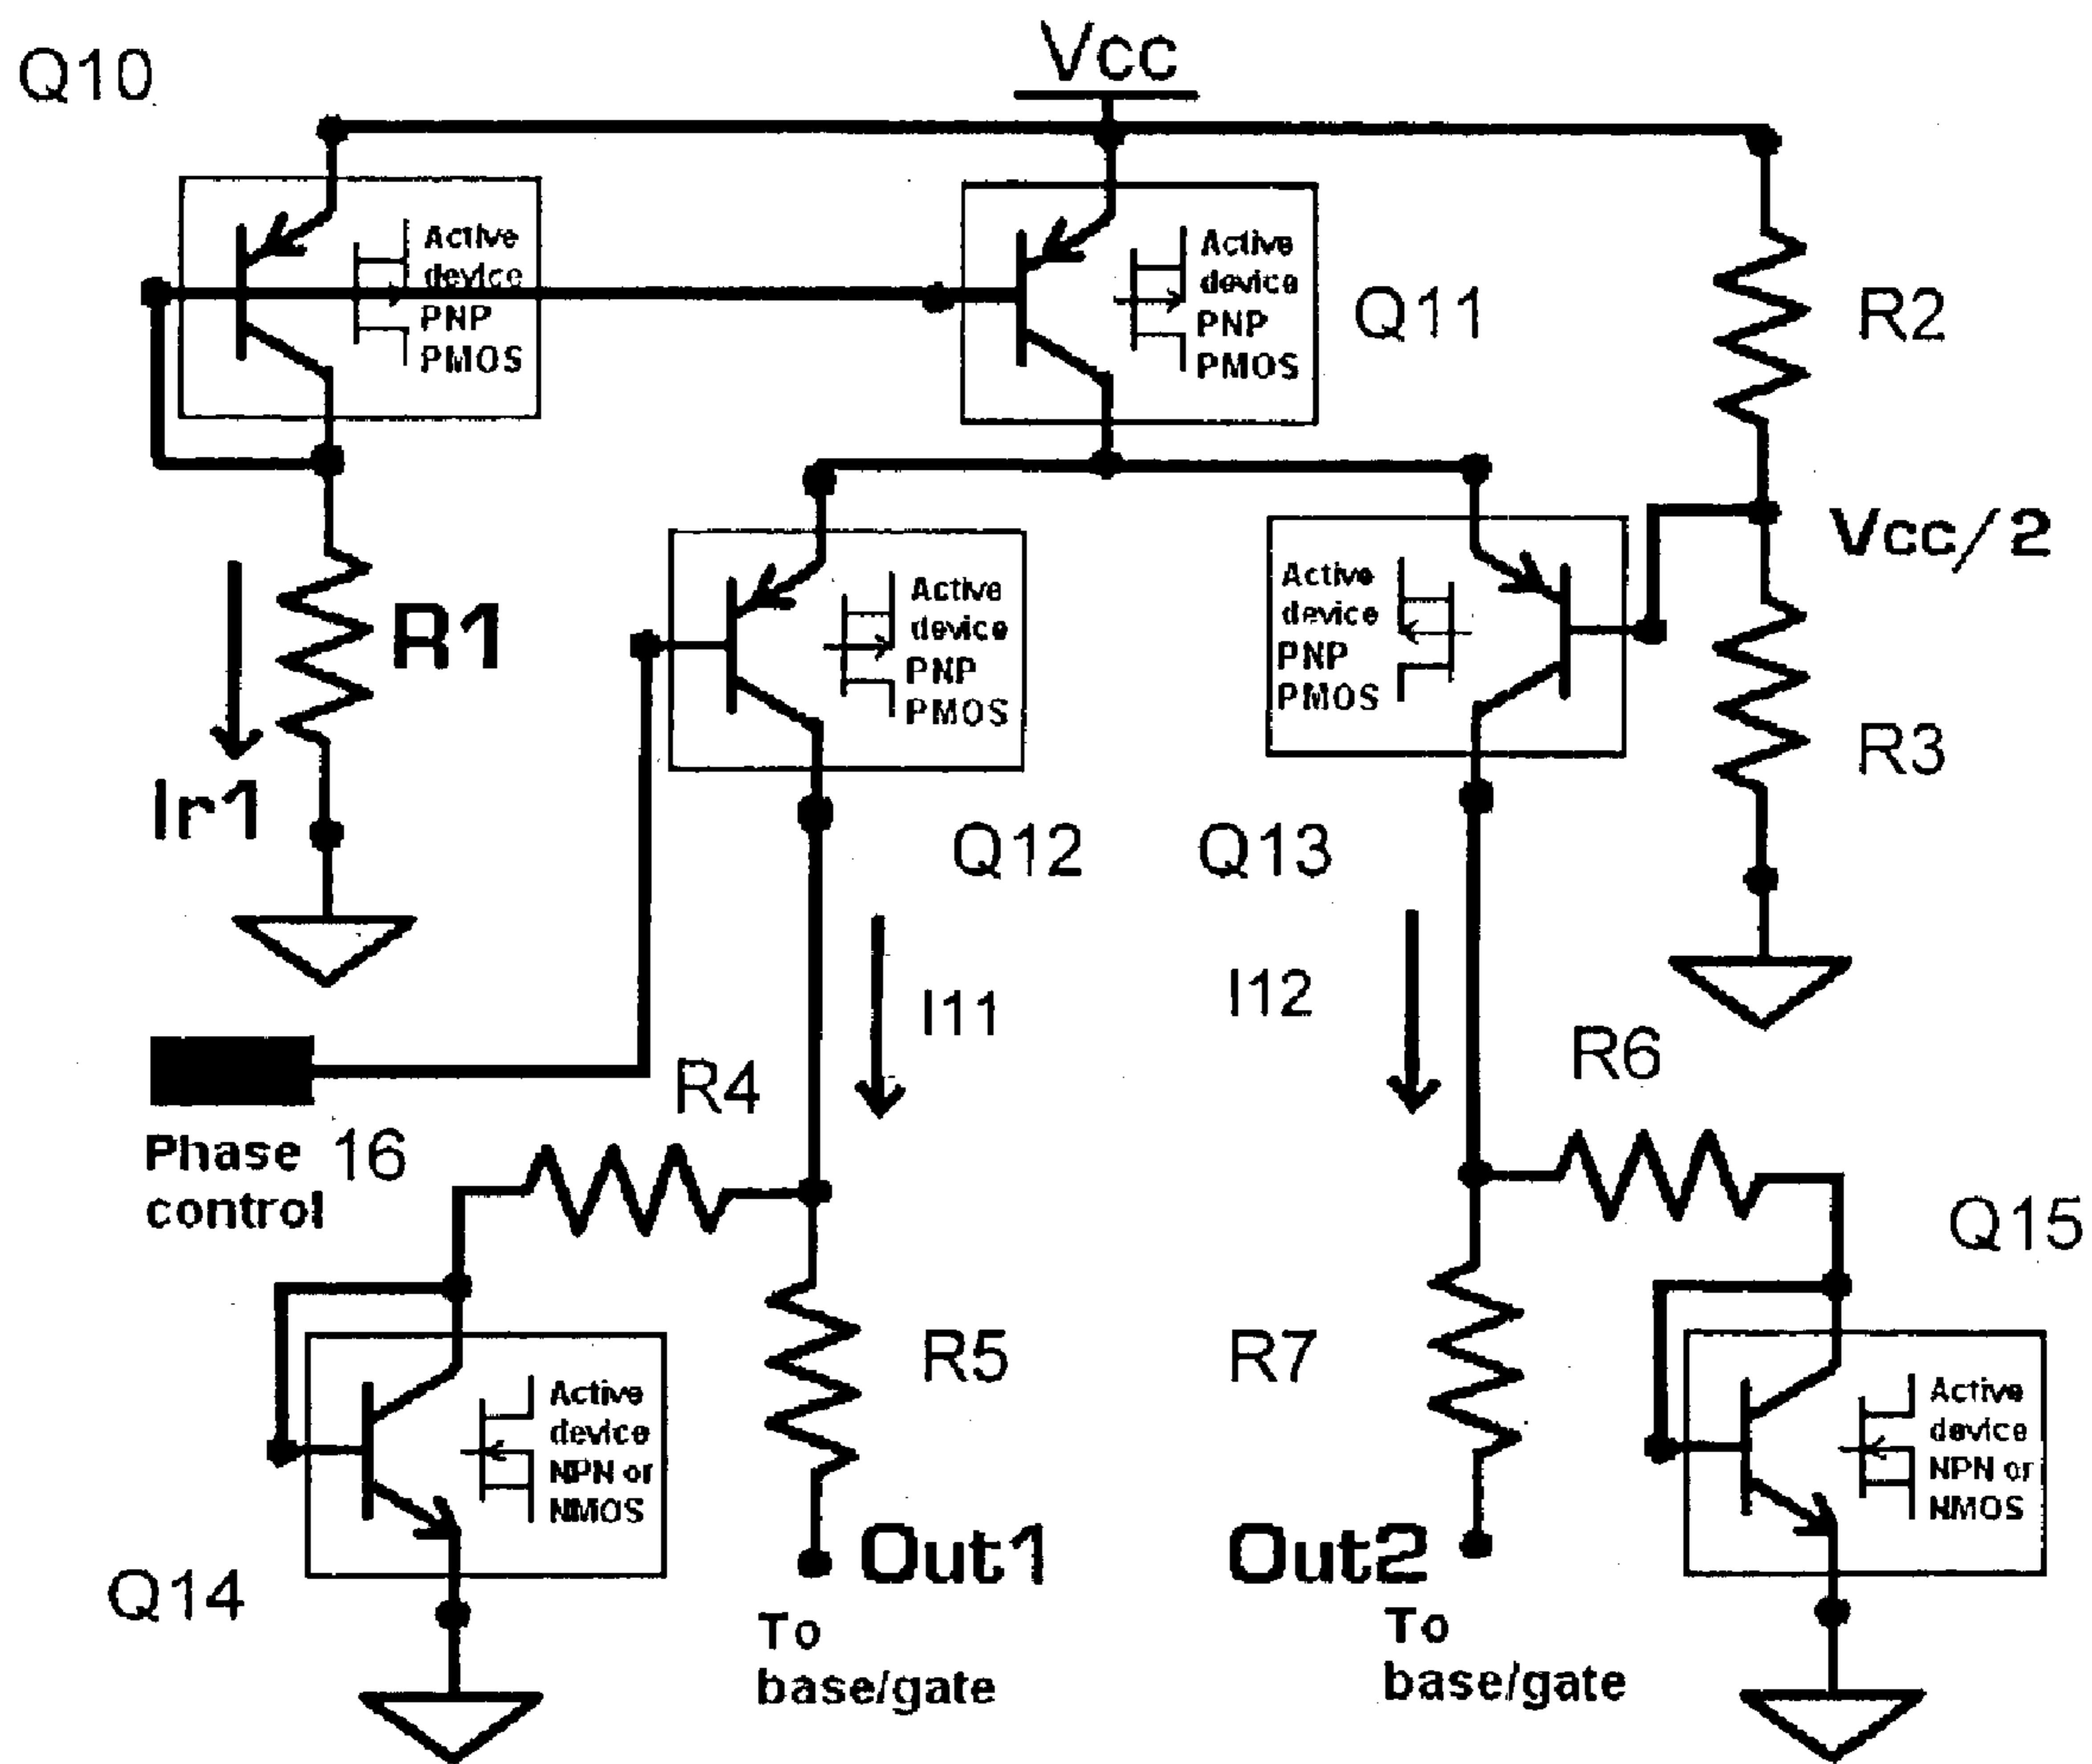 Q10
Vcc
Active
device
PNP
PMOS
Active
device
PNP
PMOS
Q11
R2
Vcc/2
Active
device
PNP
PMOS
Active
device
PNP
PMOS
R1
Ir1
R3
Q12
Q13
I11
I12
R4
R6
Phase 16
control
Q15
R5
R7
Active
device
NPN or
NMOS
Active
device
NPN or
NMOS
Out1
Out2
Q14
To
base/gate
To
base/gate